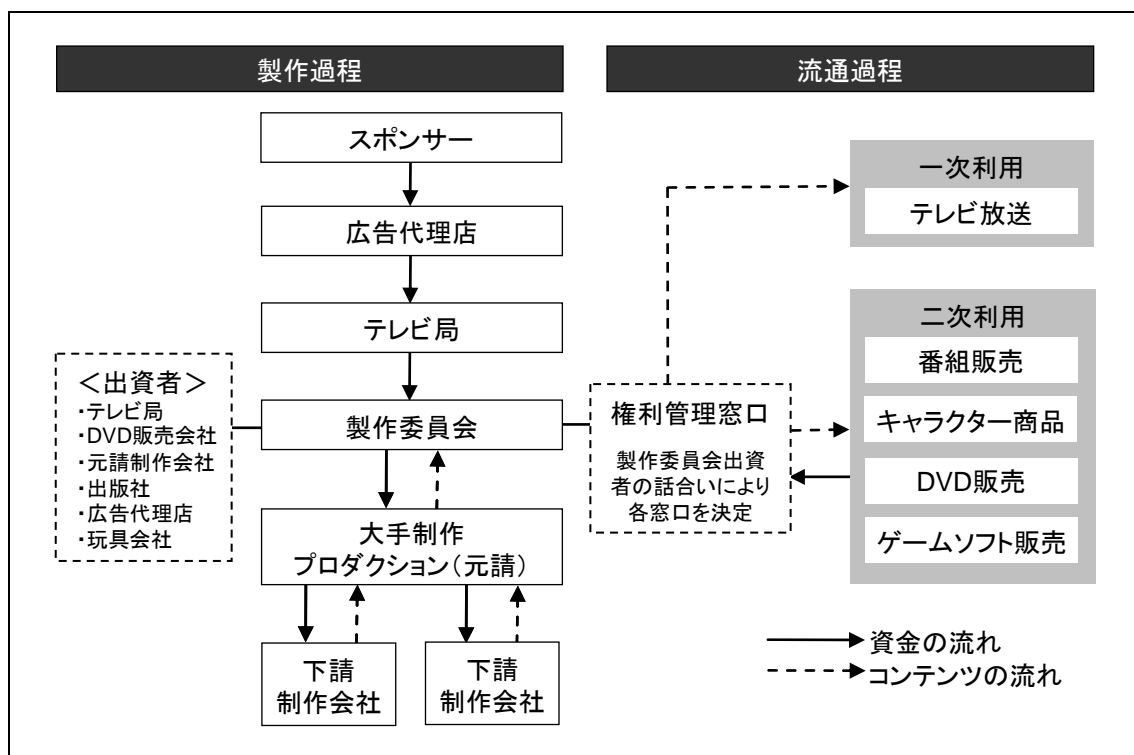 製作過程
スポンサー
広告代理店
テレビ局
製作委員会
大手制作
プロダクション(元請)
下請
制作会社
下請
制作会社
<出資者>
・テレビ局
・DVD販売会社
・元請制作会社
・出版社
・広告代理店
・玩具会社
流通過程
権利管理窓口
製作委員会出資
者の話合いにより
各窓口を決定
一次利用
テレビ放送
二次利用
番組販売
キャラクター商品
DVD販売
ゲームソフト販売
資金の流れ
コンテンツの流れ